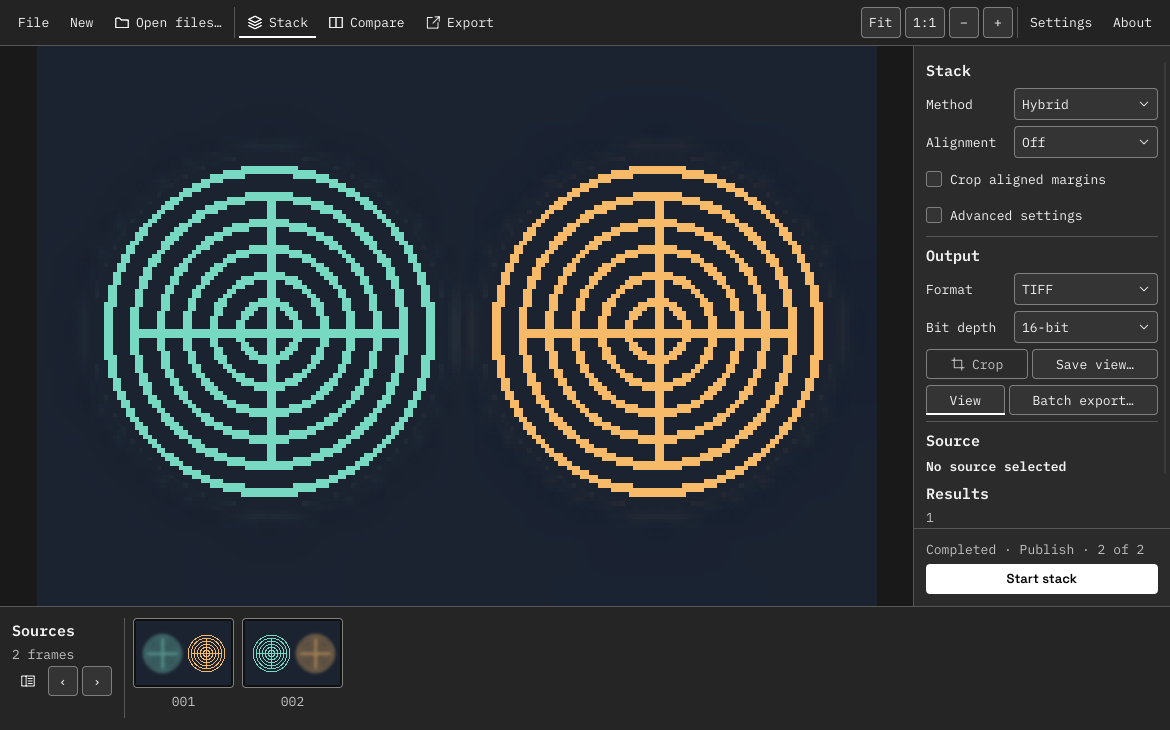 File New Open files… Stack Compare Export Fit 1:1 − + Settings About
Stack
Method Hybrid
Alignment Off
Crop aligned margins
Advanced settings
Output
Format TIFF
Bit depth 16-bit
Crop Save view…
View Batch export…
Source
No source selected
Results
1
Completed · Publish · 2 of 2
Start stack
Sources
2 frames
‹ ›
001 002